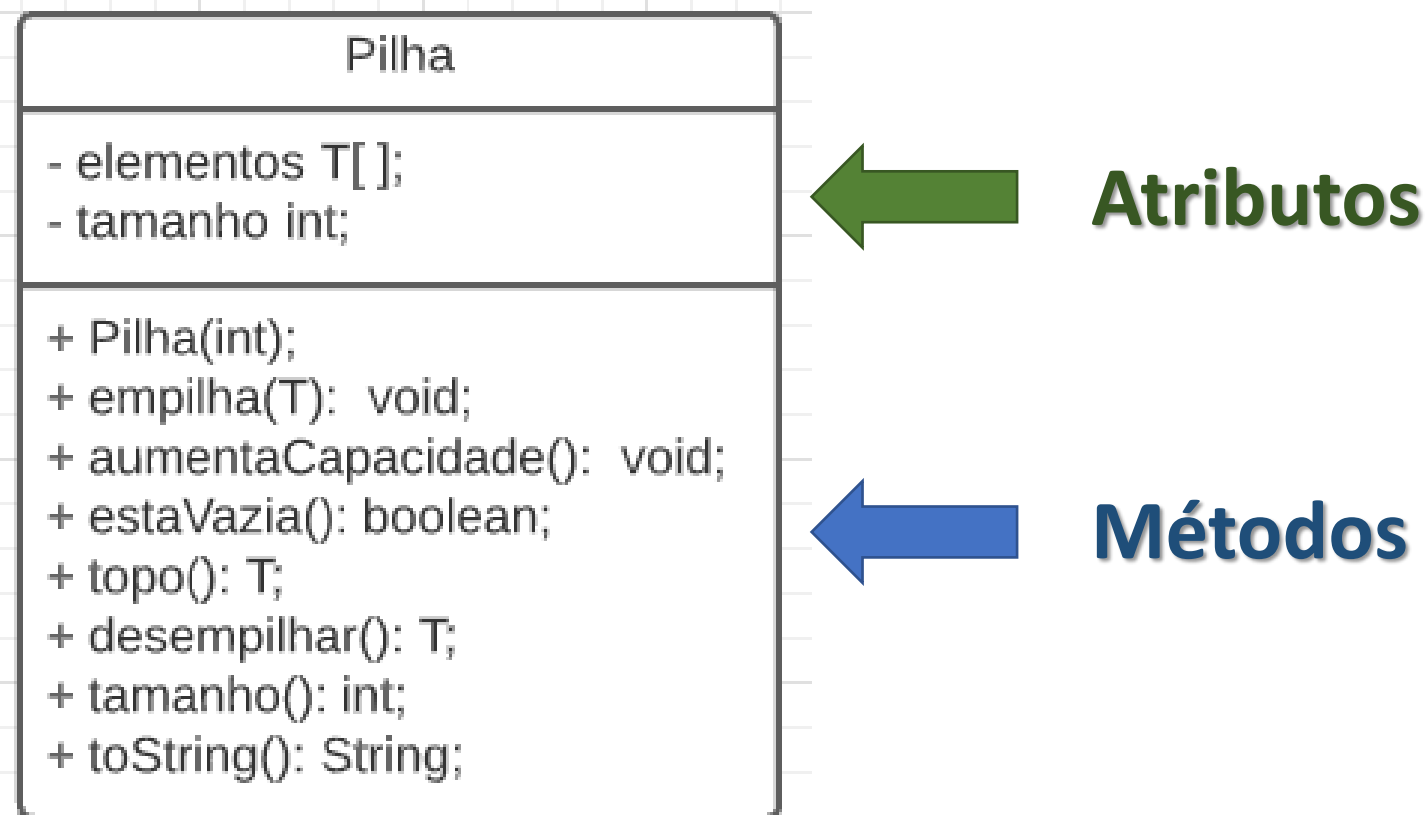 Pilha
- elementos T[ ];
- tamanho int;
Atributos
+ Pilha(int);
+ empilha(T):  void;
+ aumentaCapacidade():  void;
+ estaVazia(): boolean;
+ topo(): T;
+ desempilhar(): T;
+ tamanho(): int;
+ toString(): String;
Métodos